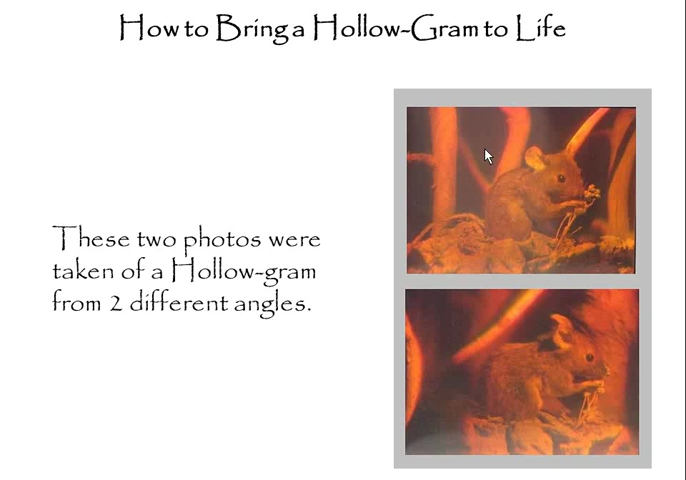 How to Bring a Hollow-Gram to Life
These two photos were
taken of a Hollow-gram
from 2 different angles.